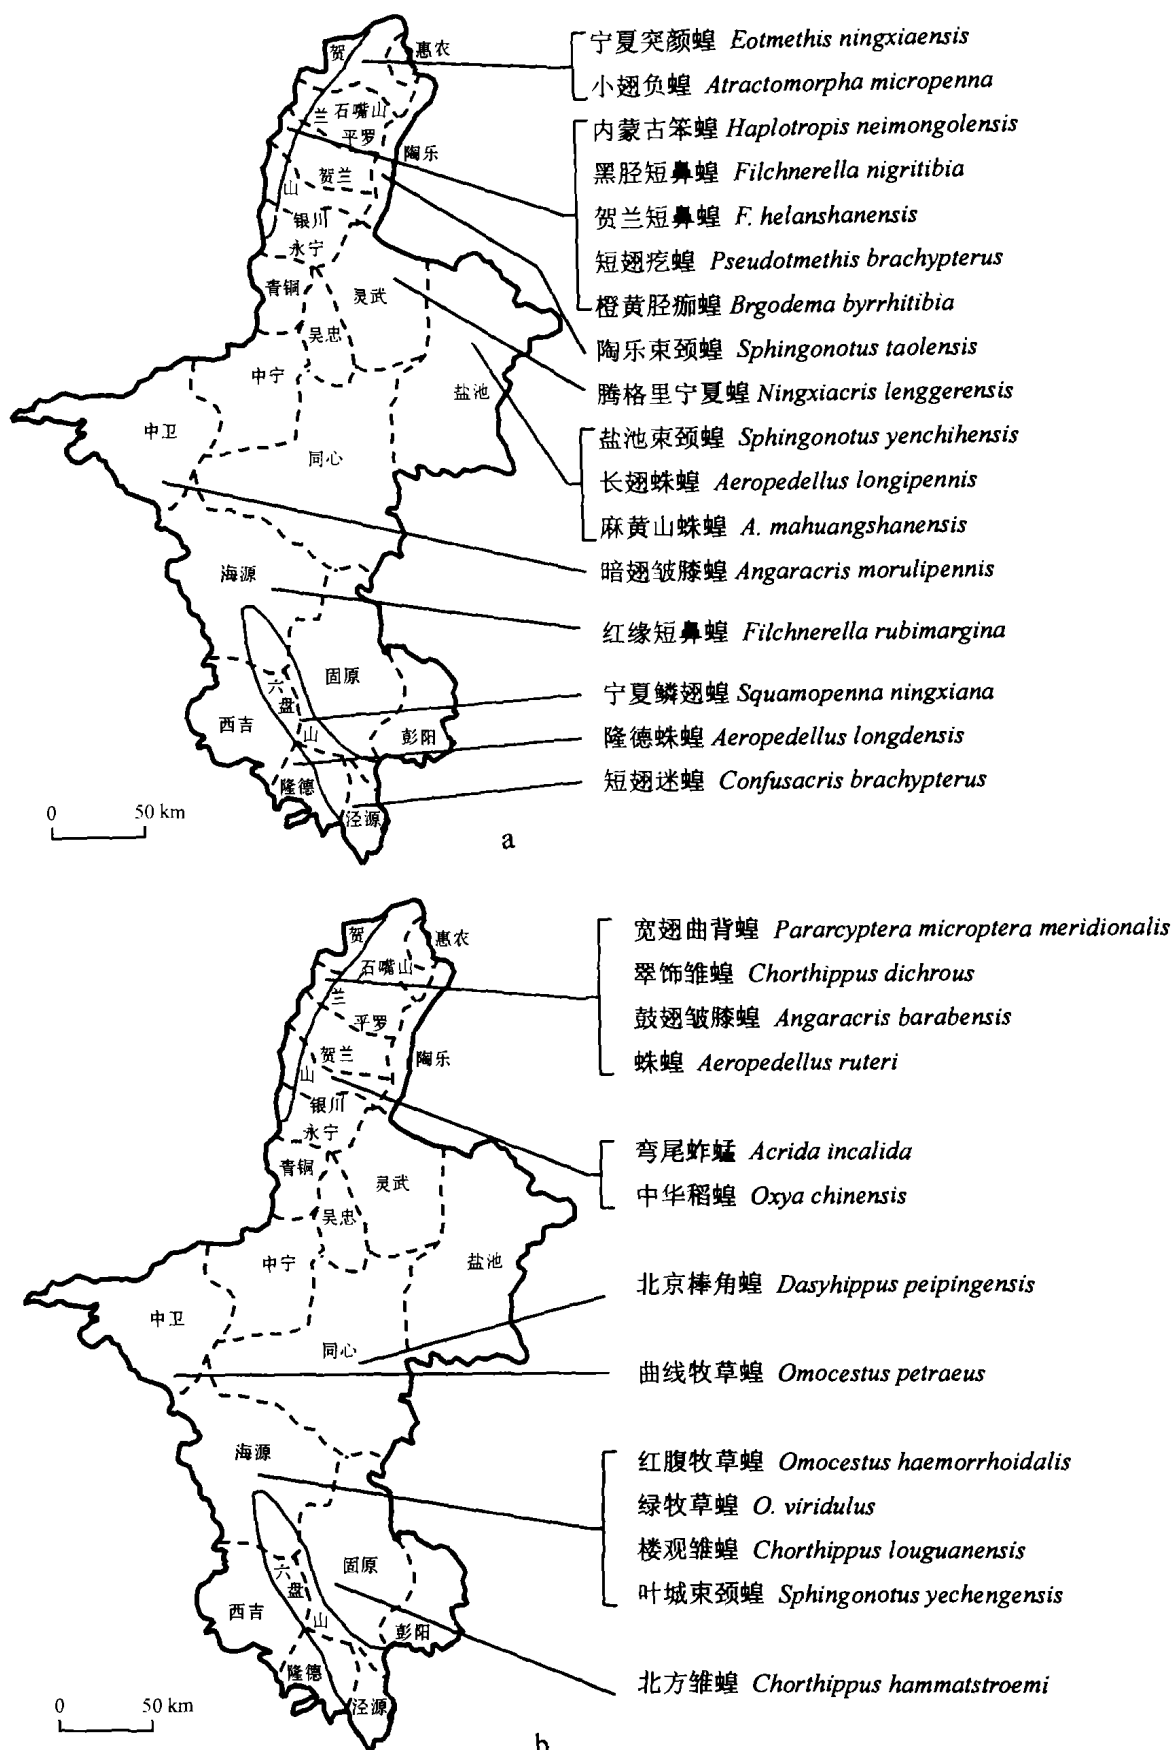 贺
惠农
兰
石嘴山
平罗
陶乐
山
贺兰
银川
永宁
青铜
灵武
吴忠
中宁
盐池
中卫
同心
海源
固原
六
盘
山
西吉
彭阳
隆德
泾源
0 50 km
宁夏突颜蝗 Eotmethis ningxiaensis
小翅负蝗 Atractomorpha micropenna
内蒙古笨蝗 Haplotropis neimongolensis
黑胫短鼻蝗 Filchnerella nigritibia
贺兰短鼻蝗 F. helanshanensis
短翅疙蝗 Pseudotmethis brachypterus
橙黄胫痂蝗 Brgodema byrrhitibia
陶乐束颈蝗 Sphingonotus taolensis
腾格里宁夏蝗 Ningxiacris lenggerensis
盐池束颈蝗 Sphingonotus yenchihensis
长翅蛛蝗 Aeropedellus longipennis
麻黄山蛛蝗 A. mahuangshanensis
暗翅皱膝蝗 Angaracris morulipennis
红缘短鼻蝗 Filchnerella rubimargina
宁夏鳞翅蝗 Squamopenna ningxiana
隆德蛛蝗 Aeropedellus longdensis
短翅迷蝗 Confusacris brachypterus
a
贺
惠农
石嘴山
兰
平罗
贺兰
陶乐
山
银川
永宁
青铜
灵武
吴忠
中宁
盐池
中卫
同心
海源
固原
六
盘
山
西吉
彭阳
隆德
泾源
0 50 km
宽翅曲背蝗 Pararcyptera microptera meridionalis
翠饰雏蝗 Chorthippus dichrous
鼓翅皱膝蝗 Angaracris barabensis
蛛蝗 Aeropedellus ruteri
弯尾蚱蜢 Acrida incalida
中华稻蝗 Oxya chinensis
北京棒角蝗 Dasyhippus peipingensis
曲线牧草蝗 Omocestus petraeus
红腹牧草蝗 Omocestus haemorrhoidalis
绿牧草蝗 O. viridulus
楼观雏蝗 Chorthippus louguanensis
叶城束颈蝗 Sphingonotus yechengensis
北方雏蝗 Chorthippus hammatstroemi
b